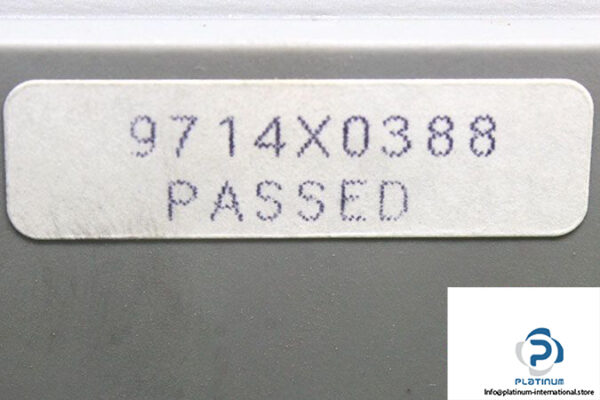 9714X0388
PASSED
PLATINUM
info@platinum-international.store